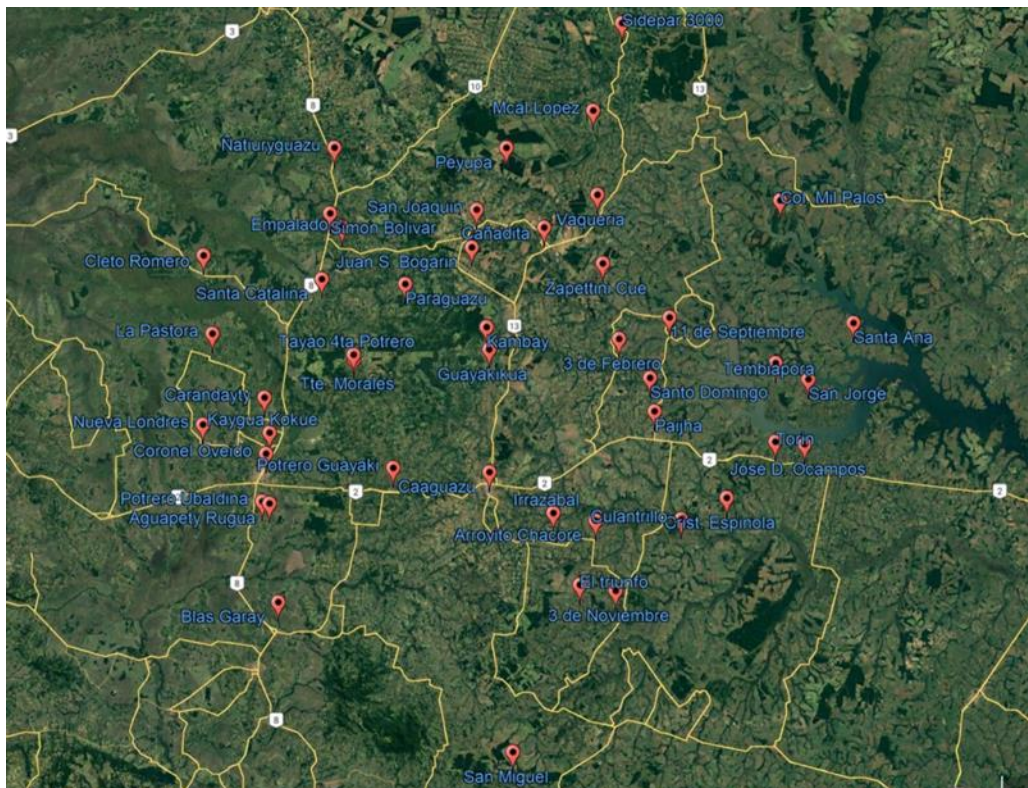 Sidepar 3000
3
8
10
13
Mcal Lopez
3
Natiuryguazu
Peyupa
Col. Mil Palos
San Joaquin
Empalado
Simon Bolivar
Cañadita
Vaqueria
Cleto Romero
Juan S. Bogarin
Santa Catalina
8
Paraguazu
Zapettini Cue
La Pastora
Tayao 4ta Potrero
13
Kambay
11 de Septiembre
Santa Ana
Tte. Morales
Guayakikua
3 de Febrero
Tembiapora
Carandayty
Santo Domingo
San Jorge
Nueva Londres
Kaygua Kokue
Paijha
Coronel Oveido
Torin
Potrero Guayaki
2
Jose D. Ocampos
Caaguazu
2
2
Potrero Ubaldina
2
Irrazabal
Aguapety Rugua
Culantrillo
Crist. Espinola
Arroyito Chacore
8
El triunfo
Blas Garay
3 de Noviembre
8
San Miguel